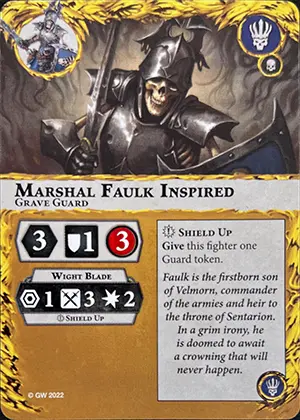 MARSHAL FAULK INSPIRED
GRAVE GUARD
3 1 3
WIGHT BLADE
1 3 2
SHIELD UP
SHIELD UP
Give this fighter one
Guard token.
Faulk is the firstborn son
of Velmorn, commander
of the armies and heir to
the throne of Sentarion.
In a grim irony, he
is doomed to await
a crowning that will
never happen.
© GW 2022